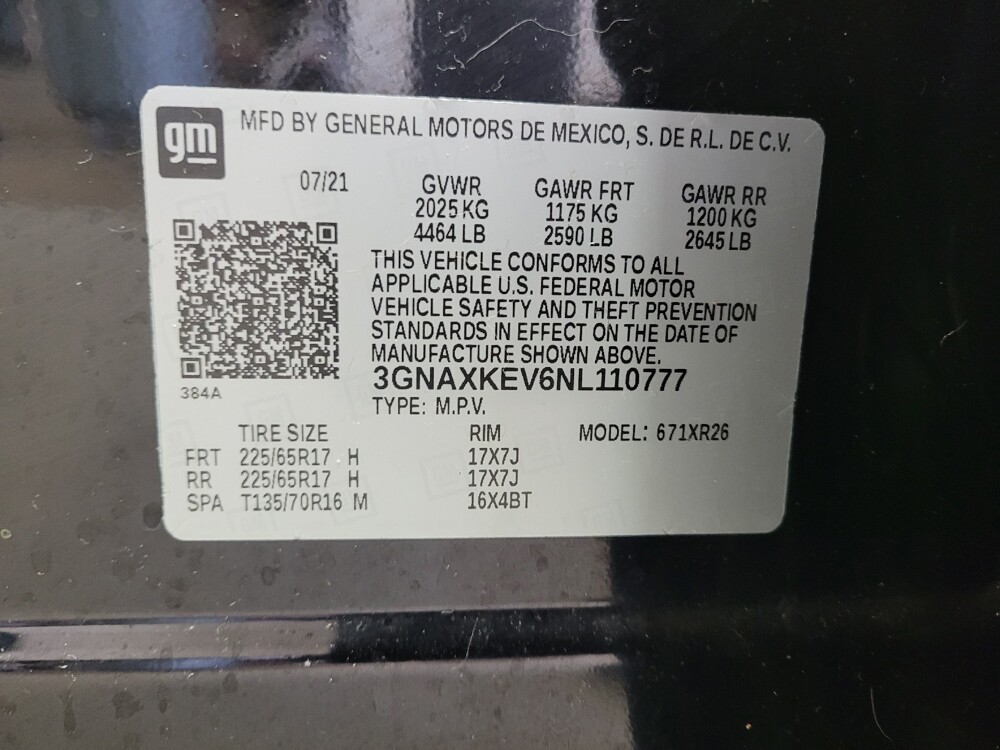 gm
MFD BY GENERAL MOTORS DE MEXICO, S. DE R.L. DE C.V.
07/21 GVWR GAWR FRT GAWR RR
2025 KG 1175 KG 1200 KG
4464 LB 2590 LB 2645 LB
THIS VEHICLE CONFORMS TO ALL
APPLICABLE U.S. FEDERAL MOTOR
VEHICLE SAFETY AND THEFT PREVENTION
STANDARDS IN EFFECT ON THE DATE OF
MANUFACTURE SHOWN ABOVE.
3GNAXKEV6NL110777
384A
TYPE: M.P.V.
TIRE SIZE RIM MODEL: 671XR26
FRT 225/65R17 H 17X7J
RR 225/65R17 H 17X7J
SPA T135/70R16 M 16X4BT